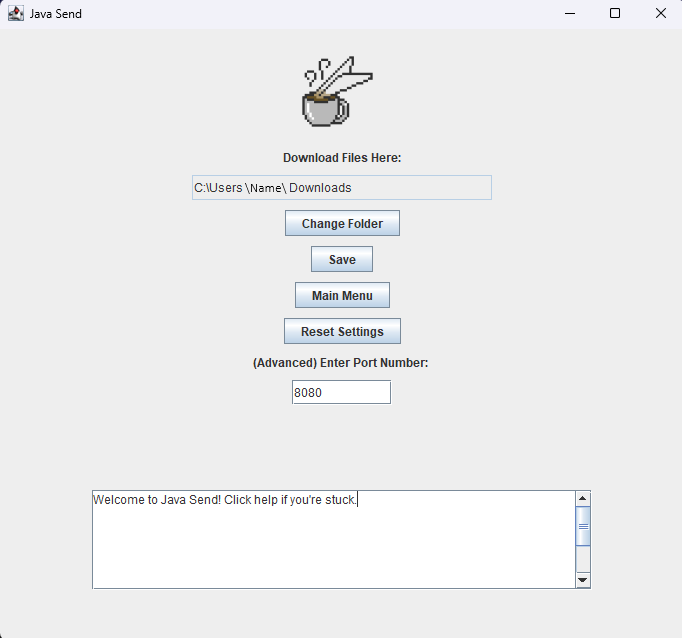 Java Send
Download Files Here:
C:\Users \Name\ Downloads
Change Folder
Save
Main Menu
Reset Settings
(Advanced) Enter Port Number:
8080
Welcome to Java Send! Click help if you're stuck.